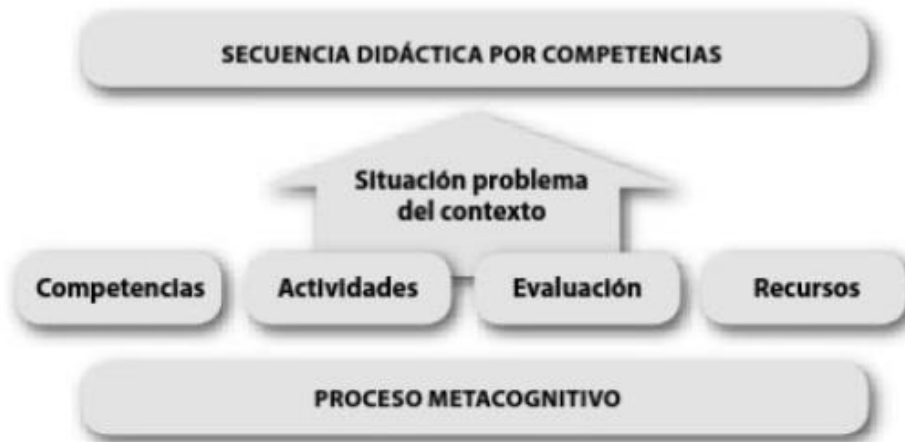 SECUENCIA DIDÁCTICA POR COMPETENCIAS
Situación problema
del contexto
Competencias
Actividades
Evaluación
Recursos
PROCESO METACOGNITIVO